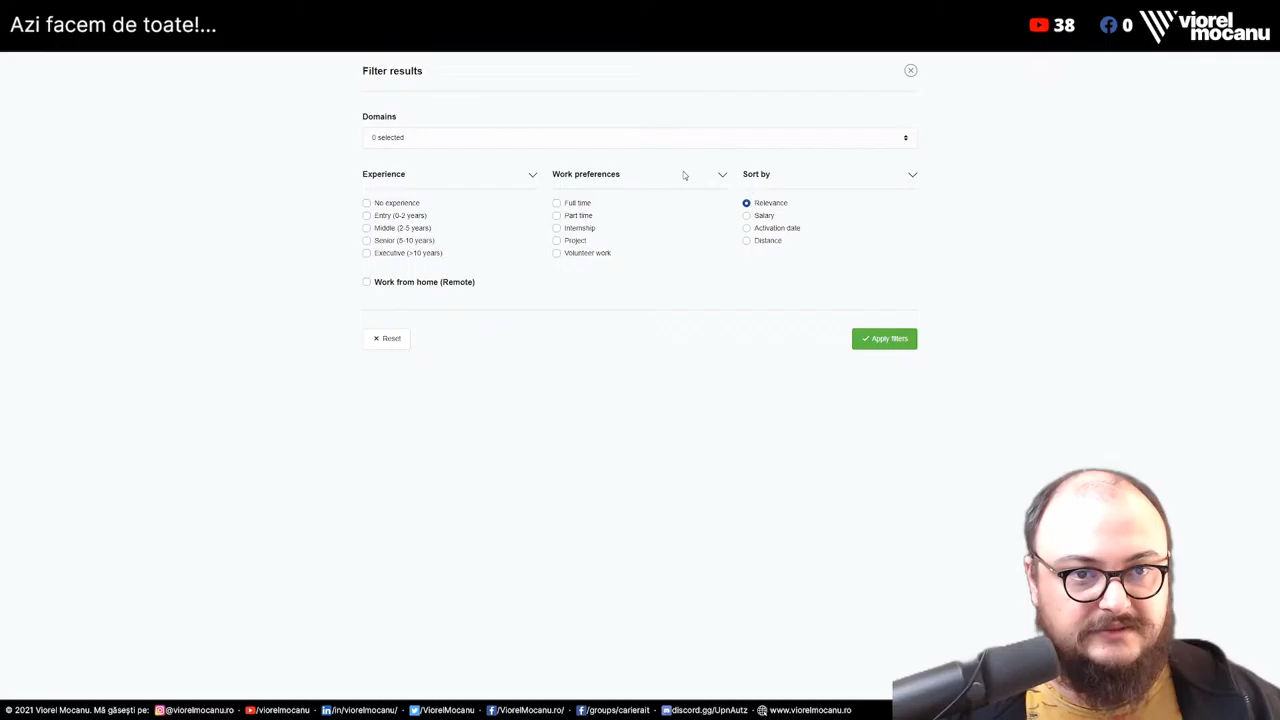 Azi facem de toate!...
38
0
viorel
mocanu
Filter results
Domains
0 selected
Experience
No experience
Entry (0-2 years)
Middle (2-5 years)
Senior (5-10 years)
Executive (>10 years)
Work from home (Remote)
Work preferences
Full time
Part time
Internship
Project
Volunteer work
Sort by
Relevance
Salary
Activation date
Distance
Reset
Apply filters
© 2021 Viorel Mocanu. Mă găsești pe: @viorelmocanu.ro · /viorelmocanu · /in/viorelmocanu/ · /ViorelMocanu · /ViorelMocanu.ro/ · /groups/carierait · discord.gg/UpnAutz · www.viorelmocanu.ro